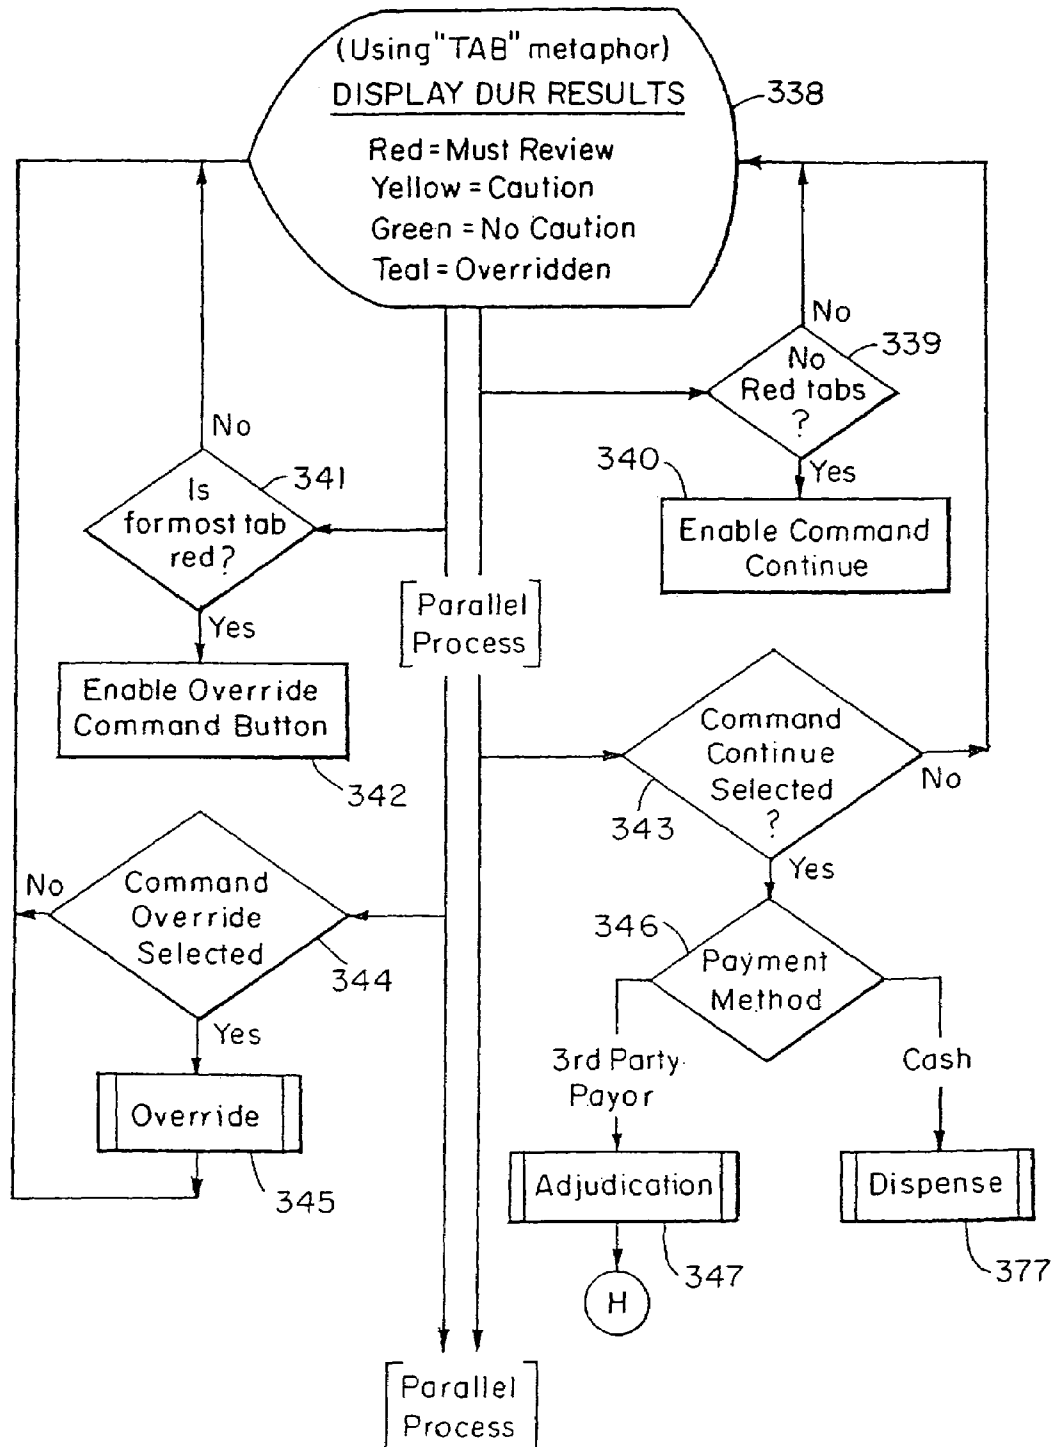 (Using "TAB" metaphor)
DISPLAY DUR RESULTS
338
Red = Must Review
Yellow = Caution
Green = No Caution
Teal = Overridden
No
339
No
Red tabs
?
Yes
340
Enable Command
Continue
No
341
Is
formost tab
red?
Yes
Enable Override
Command Button
342
[Parallel
Process]
Command
Continue
Selected
?
343
No
Yes
No
Command
Override
Selected
344
Yes
Override
345
346
Payment
Method
3rd Party
Payor
Cash
Adjudication
347
Dispense
377
H
[Parallel
Process